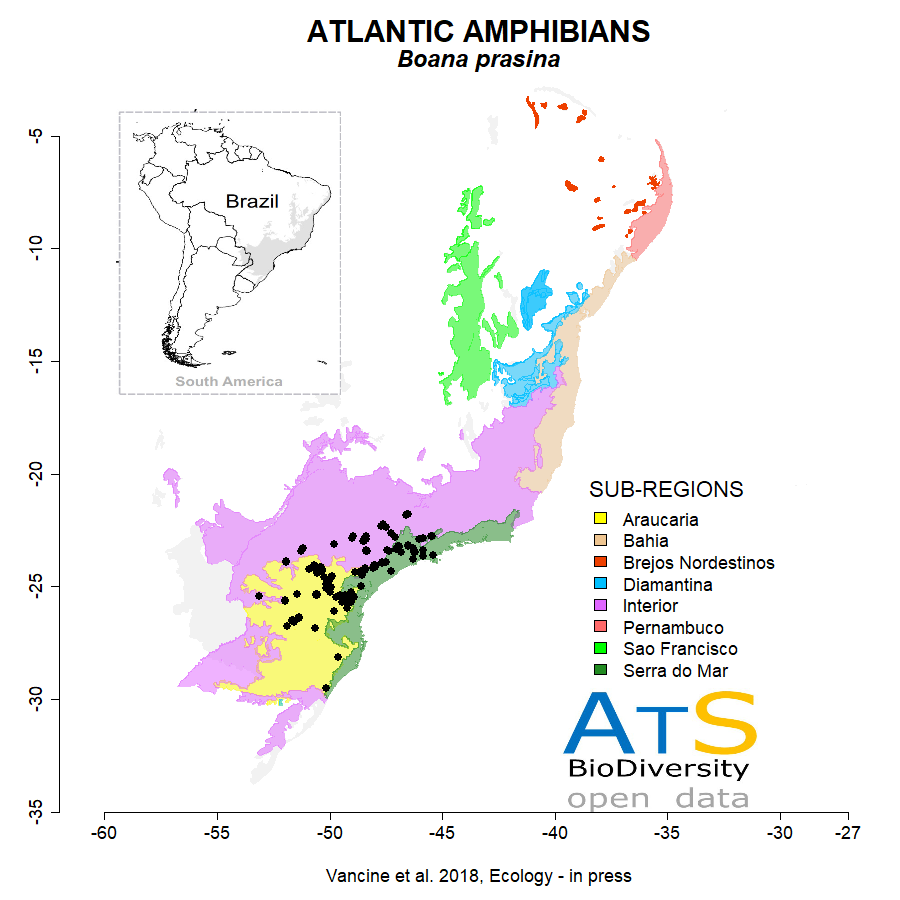 ATLANTIC AMPHIBIANS
Boana prasina
-5
-10
-15
-20
-25
-30
-35
Brazil
South America
SUB-REGIONS
Araucaria
Bahia
Brejos Nordestinos
Diamantina
Interior
Pernambuco
Sao Francisco
Serra do Mar
ATS
BioDiversity
open data
-60 -55 -50 -45 -40 -35 -30 -27
Vancine et al. 2018, Ecology - in press